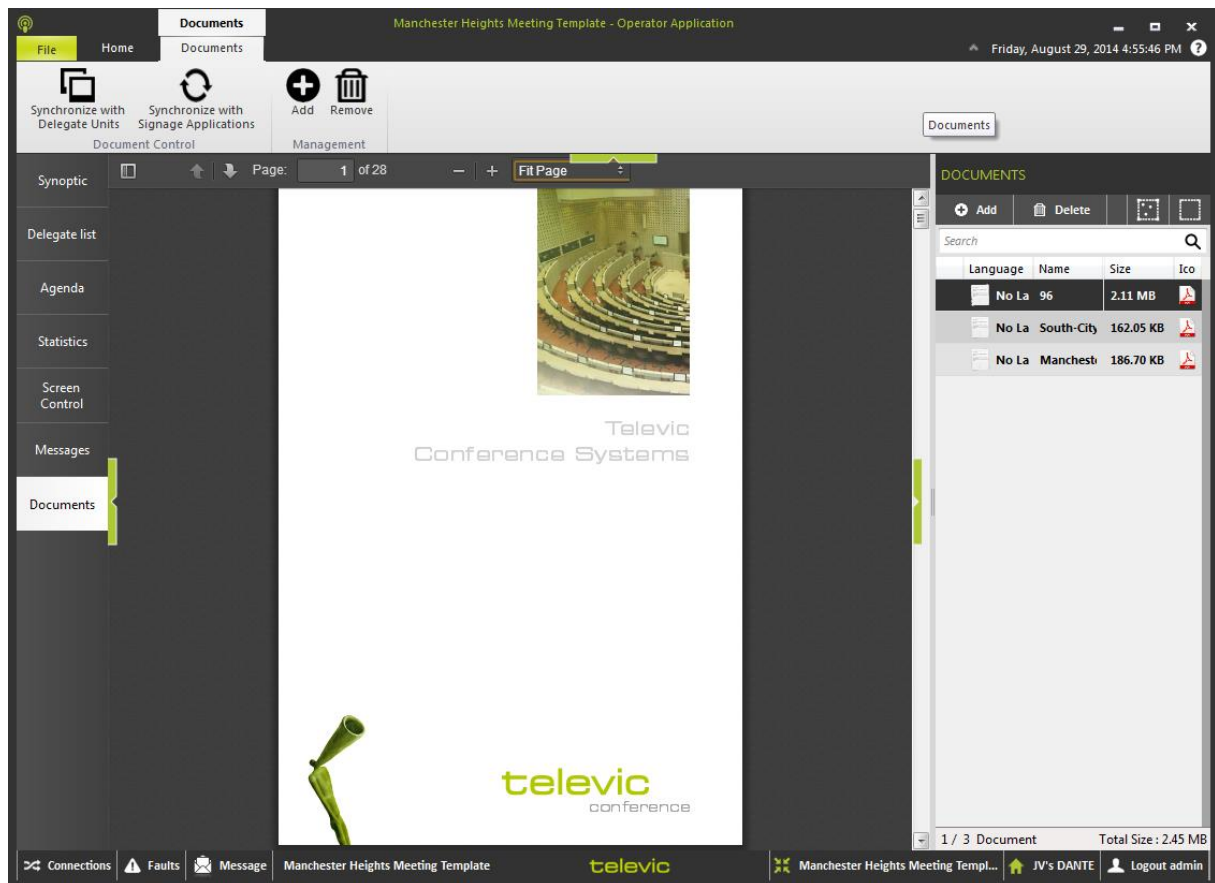 Documents
Manchester Heights Meeting Template - Operator Application
File Home Documents
Friday, August 29, 2014 4:55:46 PM ?
Synchronize with Delegate Units
Synchronize with Signage Applications
Add
Remove
Document Control
Management
Documents
Synoptic
Delegate list
Agenda
Statistics
Screen
Control
Messages
Documents
Page: 1 of 28
Fit Page
Televic
Conference Systems
televic
conference
DOCUMENTS
Add Delete
Search
Language Name Size Ico
No La 96 2.11 MB
No La South-City 162.05 KB
No La Manchest 186.70 KB
1 / 3 Document Total Size : 2.45 MB
Connections Faults Message Manchester Heights Meeting Template televic Manchester Heights Meeting Templ... JV's DANTE Logout admin